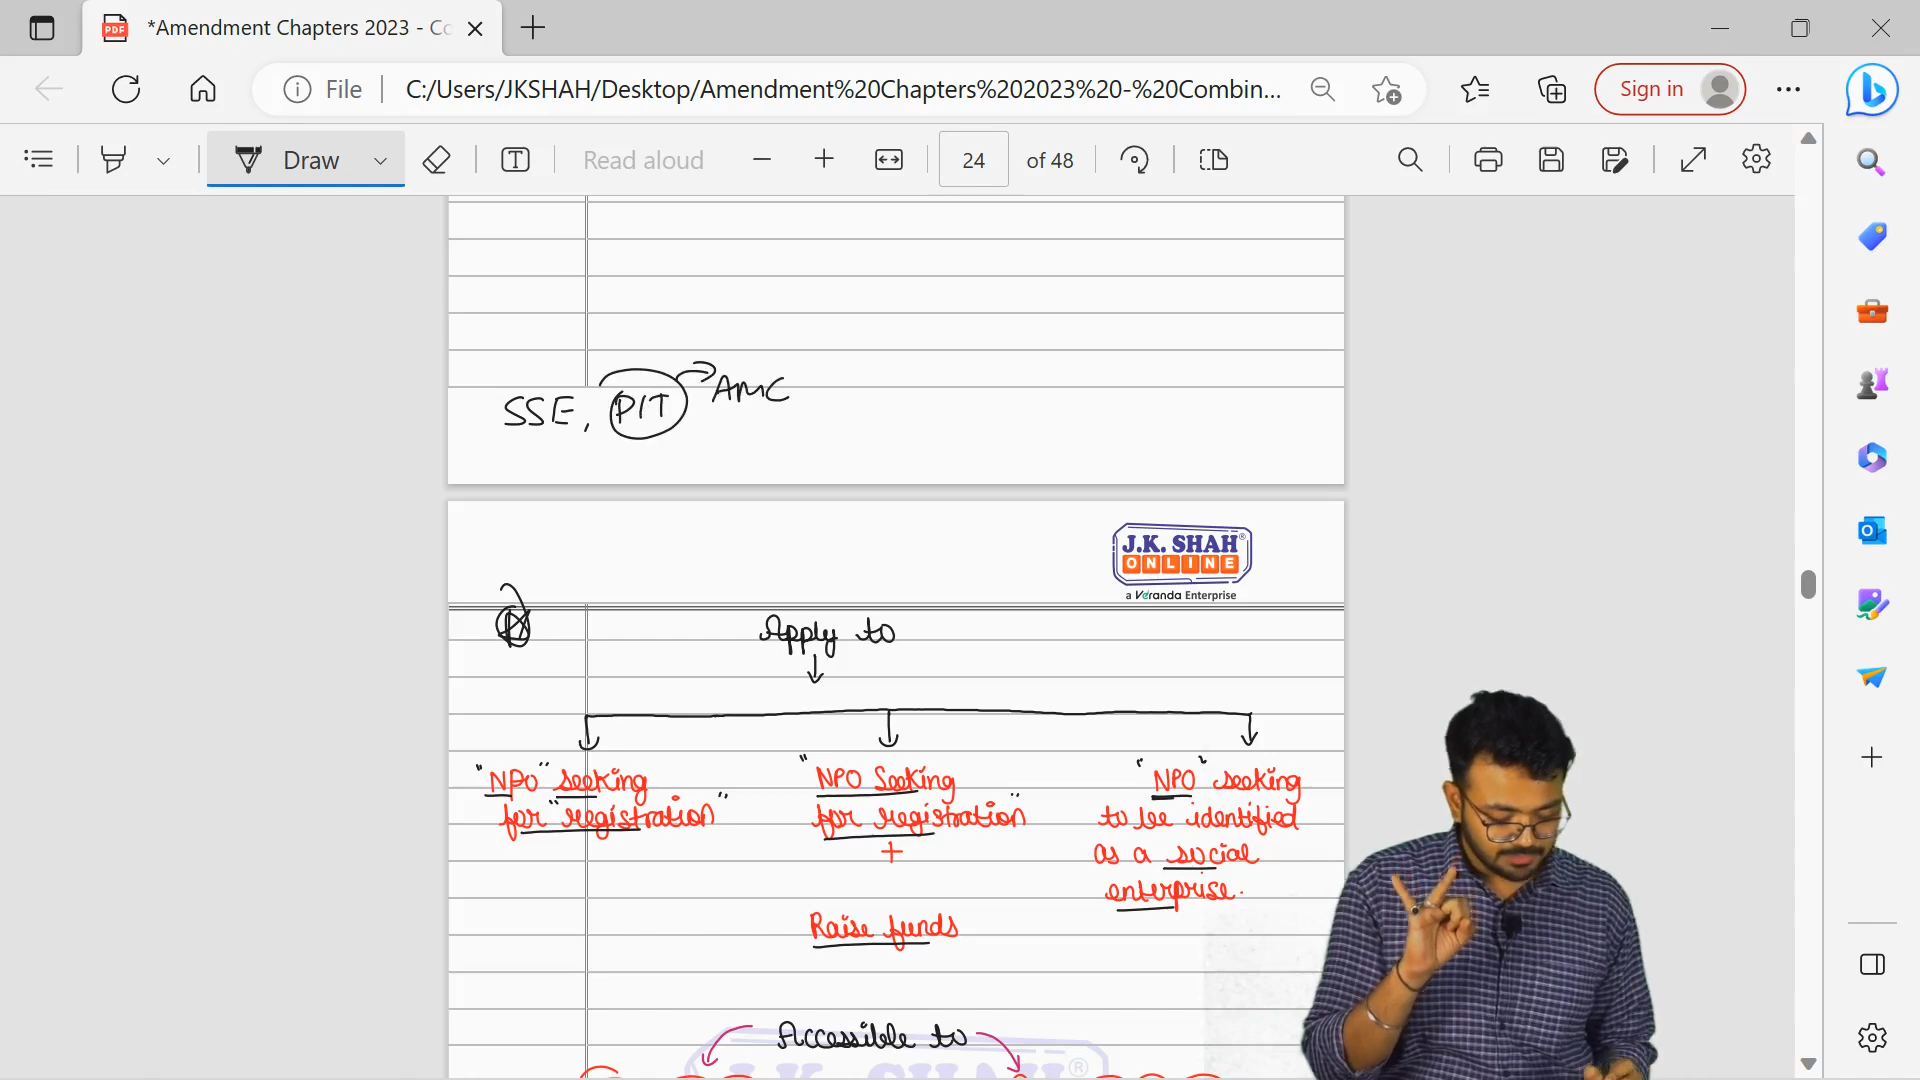 *Amendment Chapters 2023 - Co
File
C:/Users/JKSHAH/Desktop/Amendment%20Chapters%202023%20-%20Combin...
Sign in
Draw
Read aloud
24
of 48
SSE, PIT AMC
J.K. SHAH®
ONLINE
a Veranda Enterprise
Apply to
"NPO" seeking
for "registration"
"NPO Seeking
for registration"
+
Raise funds
"NPO" seeking
to be identified
as a social
enterprise.
Accessible to